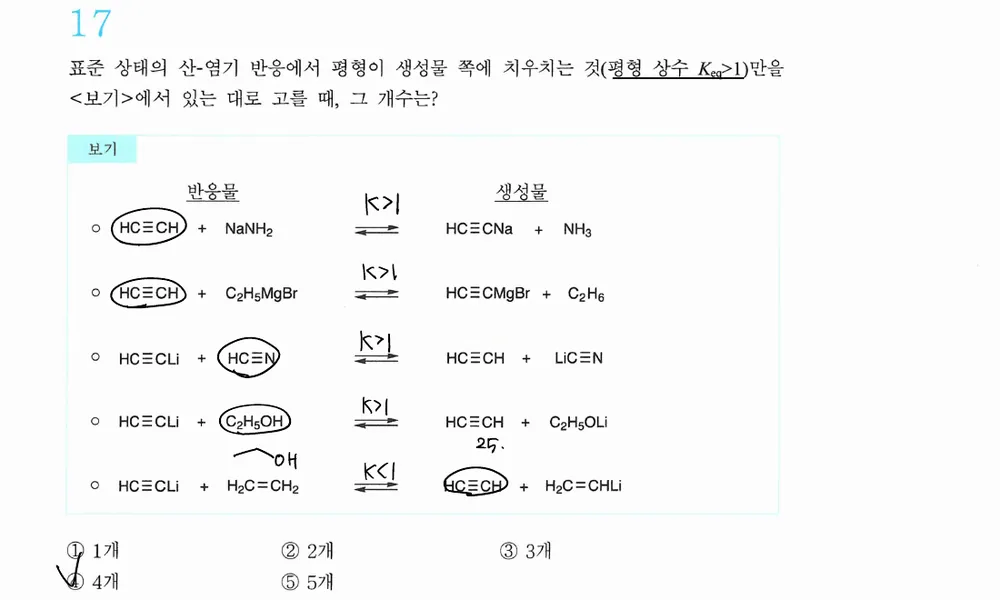 17
표준 상태의 산-염기 반응에서 평형이 생성물 쪽에 치우치는 것(평형 상수 Keq>1)만을
<보기>에서 있는 대로 고를 때, 그 개수는?
보기
반응물 생성물
K>1
○ HC≡CH + NaNH₂ ⇌ HC≡CNa + NH₃
K>1
○ HC≡CH + C₂H₅MgBr ⇌ HC≡CMgBr + C₂H₆
K>1
○ HC≡CLi + HC≡N ⇌ HC≡CH + LiC≡N
K>1
○ HC≡CLi + C₂H₅OH ⇌ HC≡CH + C₂H₅OLi
25.
OH K<1
○ HC≡CLi + H₂C=CH₂ ⇌ HC≡CH + H₂C=CHLi
① 1개 ② 2개 ③ 3개
④ 4개 ⑤ 5개